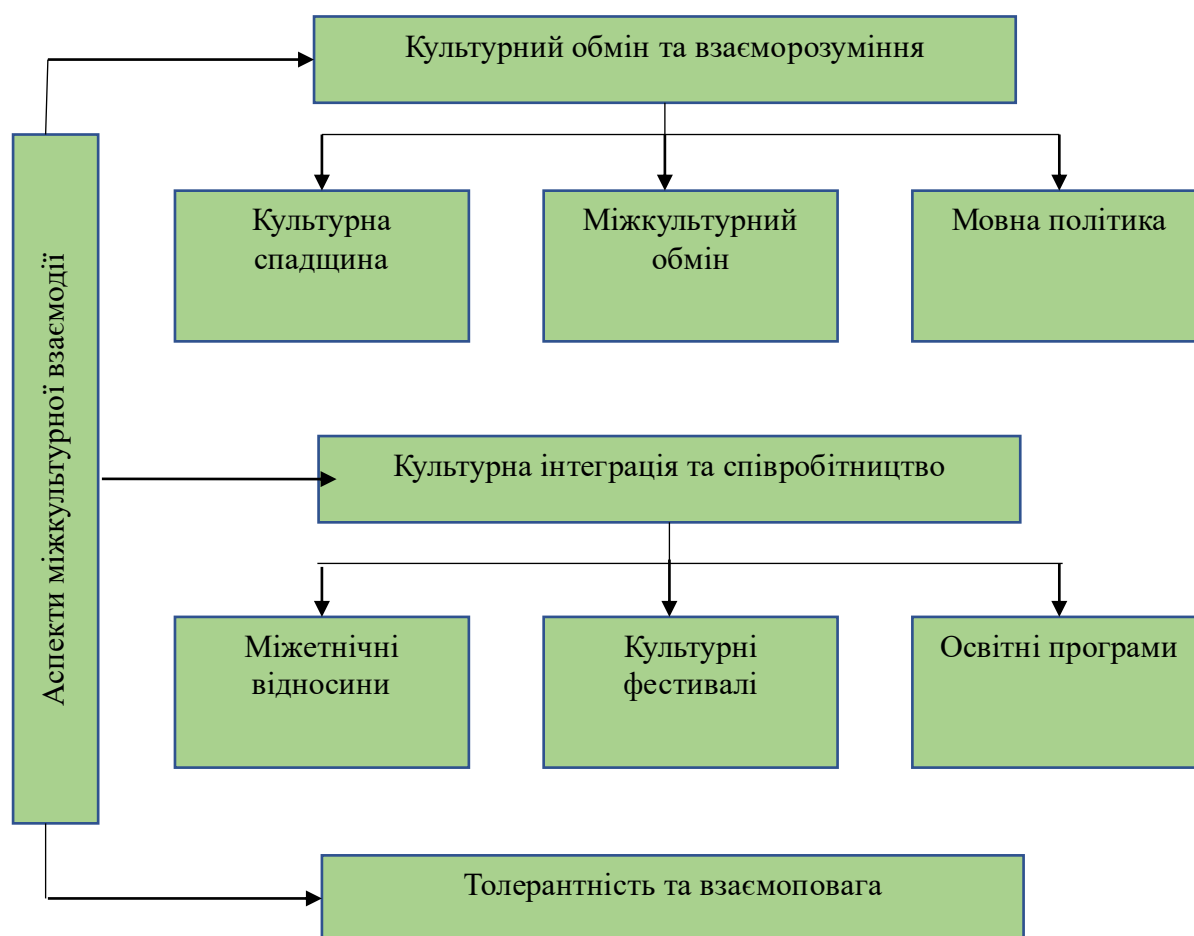 Культурний обмін та взаєморозуміння
Культурна
спадщина
Міжкультурний
обмін
Мовна політика
Аспекти міжкультурної взаємодії
Культурна інтеграція та співробітництво
Міжетнічні
відносини
Культурні
фестивалі
Освітні програми
Толерантність та взаємоповага